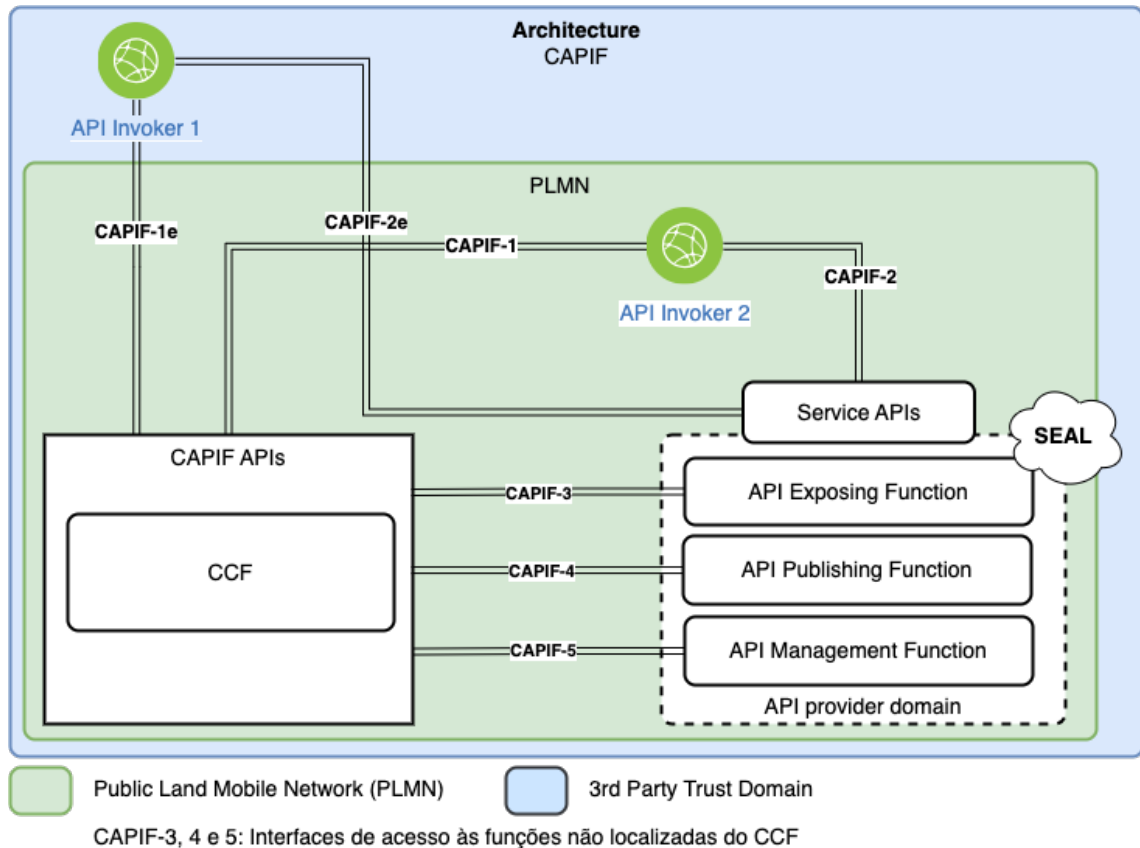 Architecture
CAPIF
API Invoker 1
PLMN
CAPIF-1e
CAPIF-2e
CAPIF-1
CAPIF-2
API Invoker 2
Service APIs
SEAL
CAPIF APIs
CCF
CAPIF-3
API Exposing Function
CAPIF-4
API Publishing Function
CAPIF-5
API Management Function
API provider domain
Public Land Mobile Network (PLMN)
3rd Party Trust Domain
CAPIF-3, 4 e 5: Interfaces de acesso às funções não localizadas do CCF